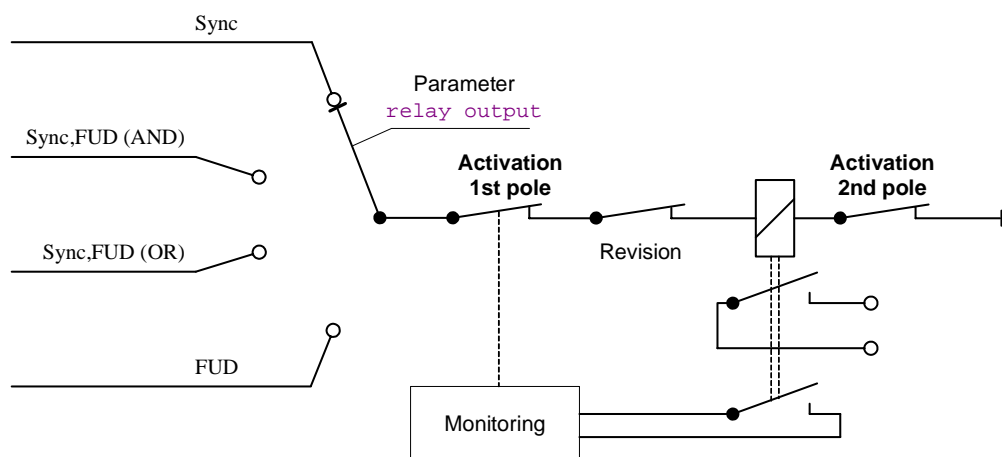 Sync
Parameter
relay output
Sync,FUD (AND)
Activation
1st pole
Activation
2nd pole
Sync,FUD (OR)
Revision
FUD
Monitoring